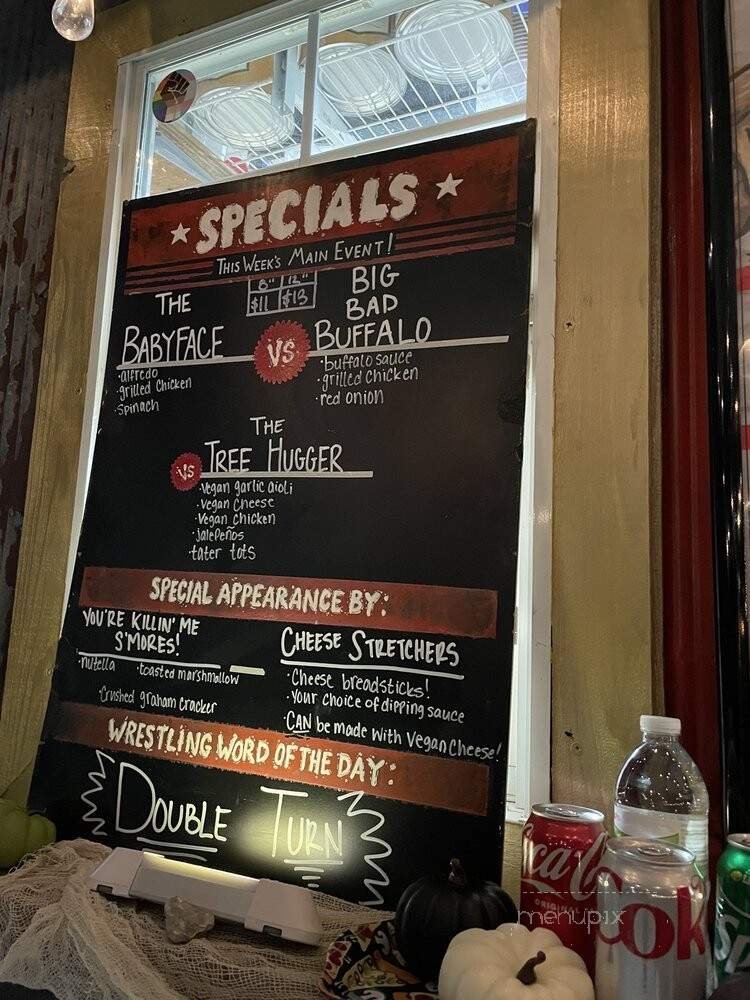 ★ SPECIALS ★
THIS WEEK'S MAIN EVENT!
8" 12"
$11 $13
THE
BABYFACE
·alfredo
·grilled chicken
·spinach
VS
BIG
BAD
BUFFALO
·buffalo sauce
·grilled chicken
·red onion
VS
THE
TREE HUGGER
·vegan garlic aioli
·vegan cheese
·vegan chicken
·jalepeños
·tater tots
SPECIAL APPEARANCE BY:
YOU'RE KILLIN' ME
S'MORES!
·nutella ·toasted marshmallow
·Crushed graham cracker
CHEESE STRETCHERS
·Cheese breadsticks!
·Your choice of dipping sauce
·CAN be made with Vegan Cheese!
WRESTLING WORD OF THE DAY:
DOUBLE TURN
ORIGINAL
menupix